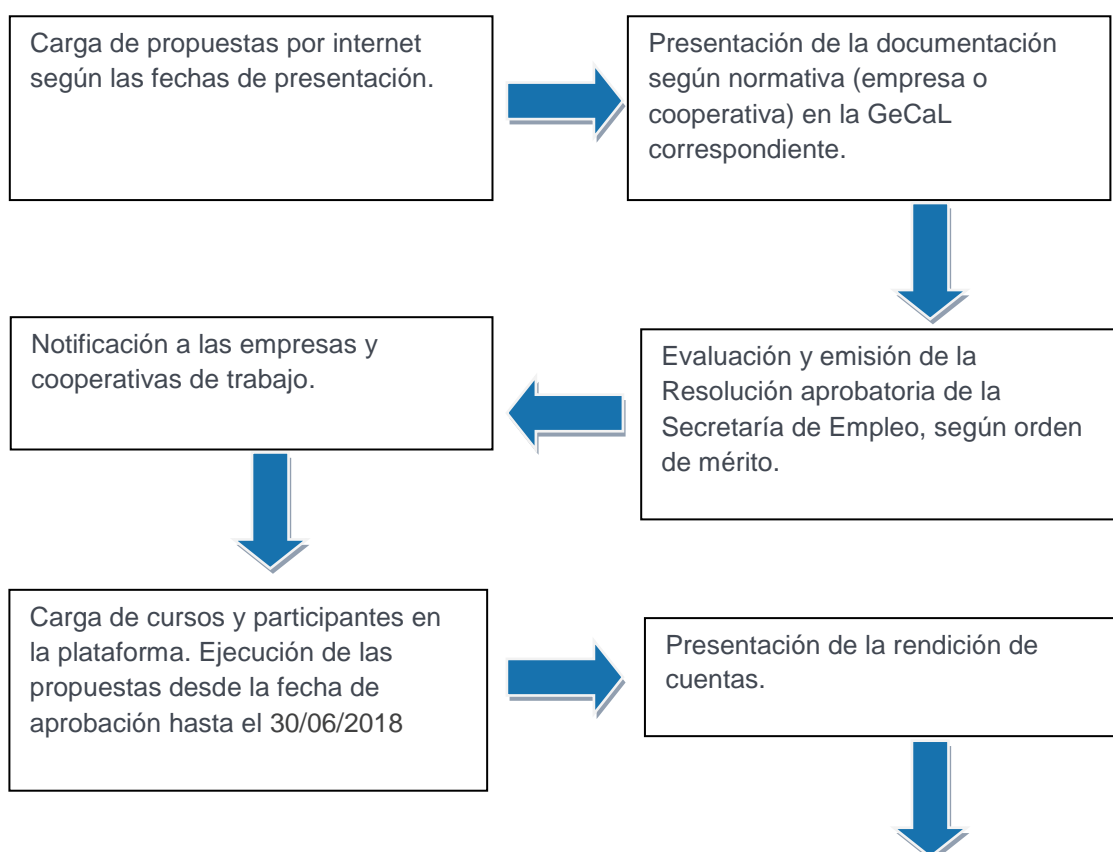 Carga de propuestas por internet
según las fechas de presentación.
Presentación de la documentación
según normativa (empresa o
cooperativa) en la GeCaL
correspondiente.
Evaluación y emisión de la
Resolución aprobatoria de la
Secretaría de Empleo, según orden
de mérito.
Notificación a las empresas y
cooperativas de trabajo.
Carga de cursos y participantes en
la plataforma. Ejecución de las
propuestas desde la fecha de
aprobación hasta el 30/06/2018
Presentación de la rendición de
cuentas.